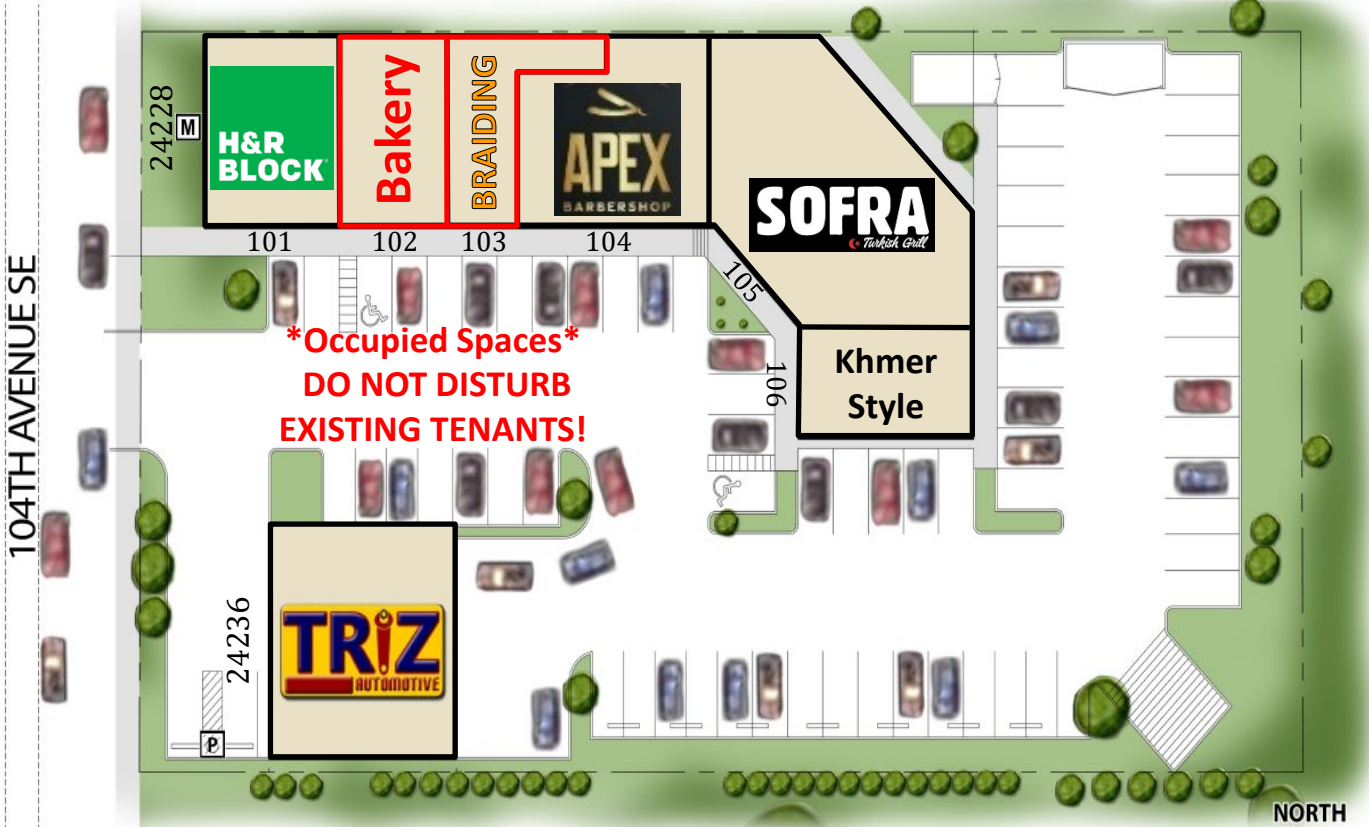 104TH AVENUE SE
24228
M
H&R
BLOCK
Bakery
BRAIDING
APEX
BARBERSHOP
SOFRA
Turkish Grill
101
102
103
104
105
106
*Occupied Spaces*
DO NOT DISTURB
EXISTING TENANTS!
Khmer
Style
24236
TRiZ
AUTOMOTIVE
P
NORTH